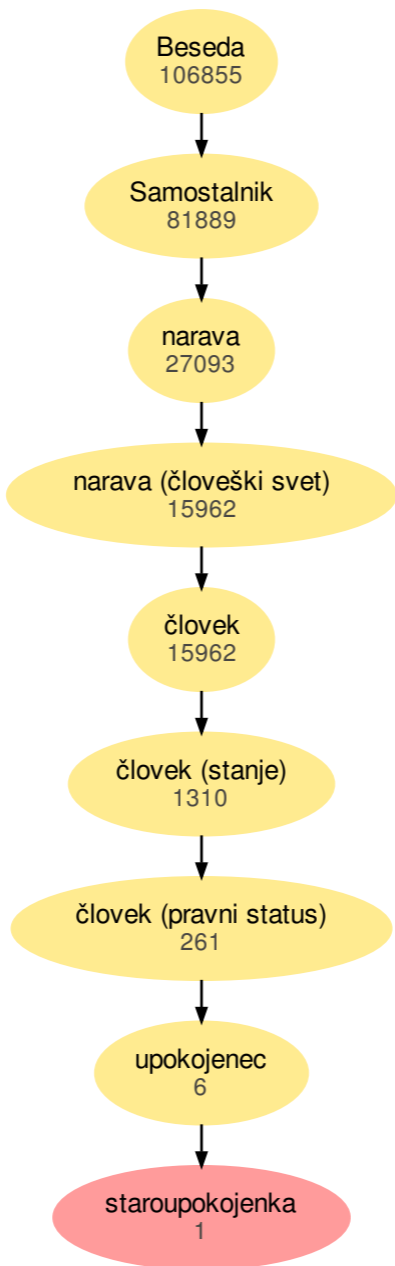 Beseda
106855
Samostalnik
81889
narava
27093
narava (človeški svet)
15962
človek
15962
človek (stanje)
1310
človek (pravni status)
261
upokojenec
6
staroupokojenka
1